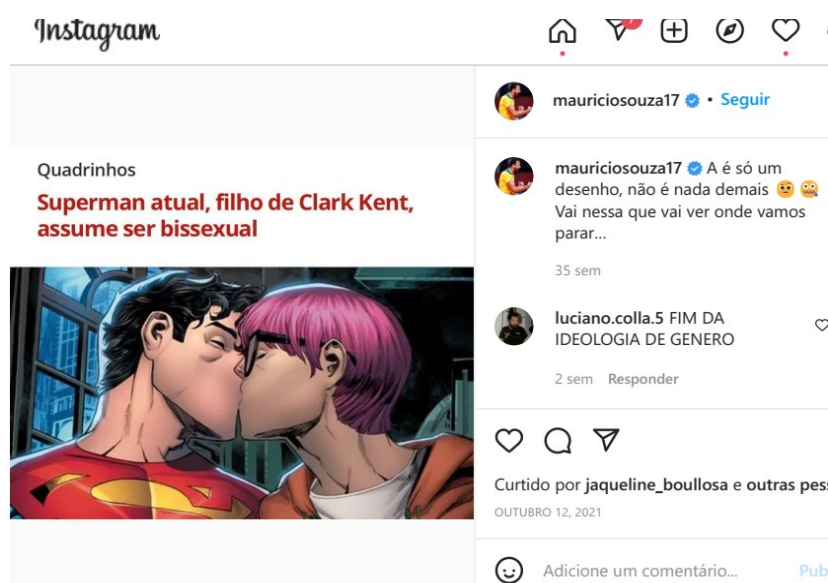 Instagram
Quadrinhos
Superman atual, filho de Clark Kent,
assume ser bissexual
mauriciosouza17 • Seguir
mauriciosouza17 A é só um
desenho, não é nada demais
Vai nessa que vai ver onde vamos
parar...
35 sem
luciano.colla.5 FIM DA
IDEOLOGIA DE GENERO
2 sem Responder
Curtido por jaqueline_boullosa e outras
OUTUBRO 12, 2021
Adicione um comentário...